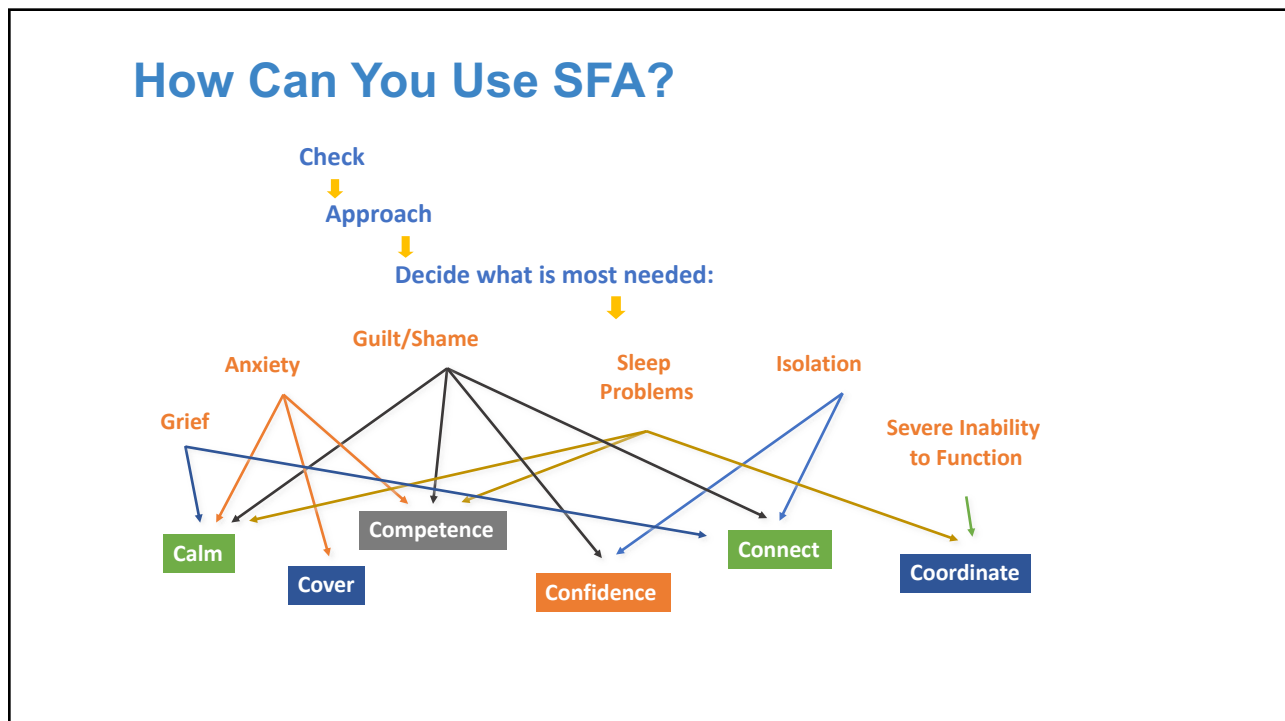 How Can You Use SFA?
Check
Approach
Decide what is most needed:
Guilt/Shame
Anxiety
Sleep
Problems
Isolation
Grief
Severe Inability
to Function
Calm
Cover
Competence
Confidence
Connect
Coordinate